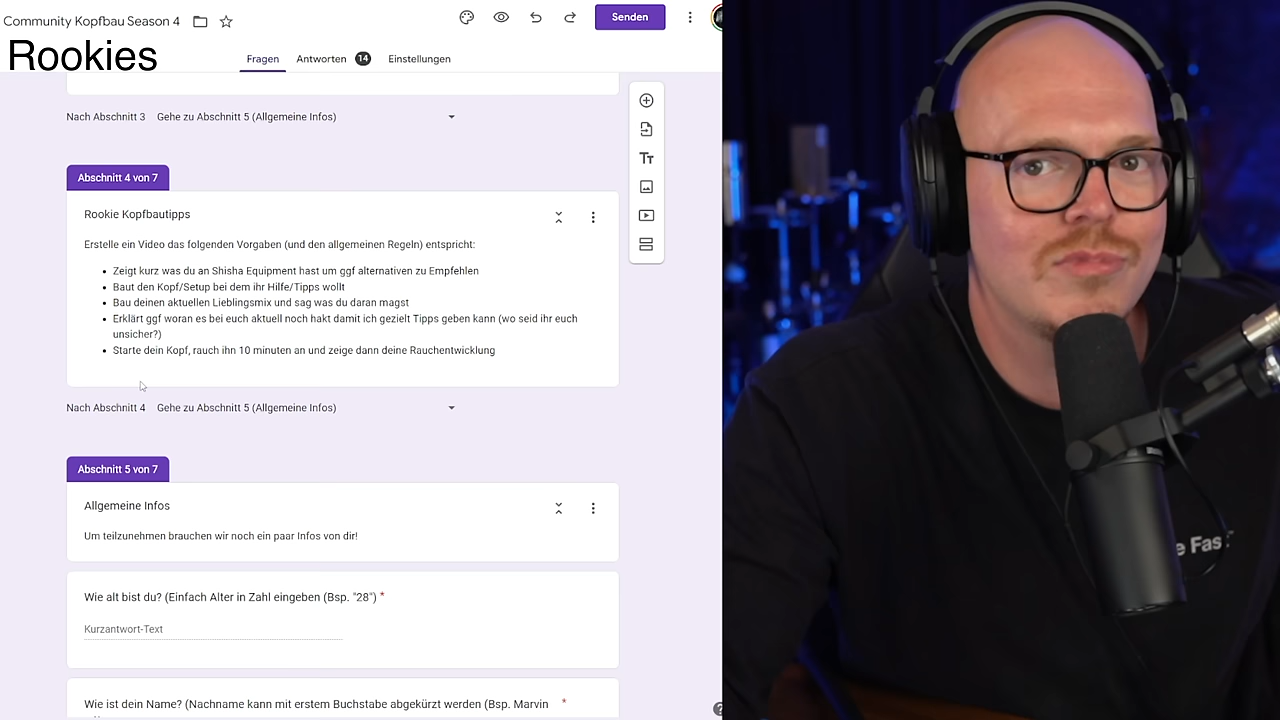 Community Kopfbau Season 4
Senden
Rookies
Fragen
Antworten 14
Einstellungen
Nach Abschnitt 3 Gehe zu Abschnitt 5 (Allgemeine Infos)
Abschnitt 4 von 7
Rookie Kopfbautipps
Erstelle ein Video das folgenden Vorgaben (und den allgemeinen Regeln) entspricht:
• Zeigt kurz was du an Shisha Equipment hast um ggf alternativen zu Empfehlen
• Baut den Kopf/Setup bei dem ihr Hilfe/Tipps wollt
• Bau deinen aktuellen Lieblingsmix und sag was du daran magst
• Erklärt ggf woran es bei euch aktuell noch hakt damit ich gezielt Tipps geben kann (wo seid ihr euch
unsicher?)
• Starte dein Kopf, rauch ihn 10 minuten an und zeige dann deine Rauchentwicklung
Nach Abschnitt 4 Gehe zu Abschnitt 5 (Allgemeine Infos)
Abschnitt 5 von 7
Allgemeine Infos
Um teilzunehmen brauchen wir noch ein paar Infos von dir!
Wie alt bist du? (Einfach Alter in Zahl eingeben (Bsp. "28") *
Kurzantwort-Text
Wie ist dein Name? (Nachname kann mit erstem Buchstabe abgekürzt werden (Bsp. Marvin *